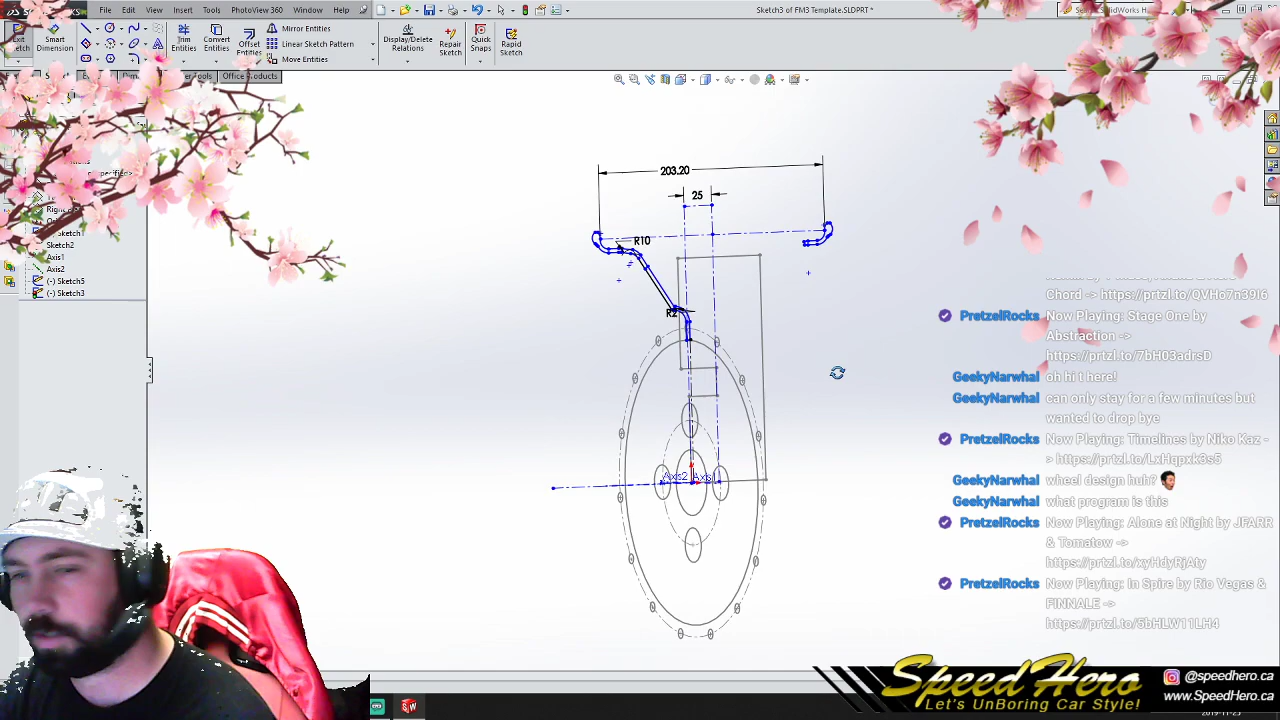 File Edit View Insert Tools PhotoView 360 Window Help
Sketch3 of FM3 Template.SLDPRT *
Smart Dimension
Trim Entities
Convert Entities
Offset Entities
Mirror Entities
Linear Sketch Pattern
Move Entities
Display/Delete Relations
Repair Sketch
Quick Snaps
Rapid Sketch
Office Products
Sketch2
Axis1
Axis2
(-) Sketch5
(-) Sketch3
203.20
25
R10
R2
Axis2 Axis
Chord -> https://prtzl.to/QVHo7n39I6
PretzelRocks Now Playing: Stage One by
Abstraction ->
https://prtzl.to/7bH03adrsD
GeekyNarwhal oh hi t here!
GeekyNarwhal can only stay for a few minutes but
wanted to drop bye
PretzelRocks Now Playing: Timelines by Niko Kaz -
> https://prtzl.to/LxHqpxk3s5
GeekyNarwhal wheel design huh?
GeekyNarwhal what program is this
PretzelRocks Now Playing: Alone at Night by JFARR
& Tomatow ->
https://prtzl.to/xyHdyRjAty
PretzelRocks Now Playing: In Spire by Rio Vegas &
FINNALE ->
https://prtzl.to/5bHLW11LH4
SpeedHero
Let's UnBoring Car Style!
@speedhero.ca
www.SpeedHero.ca